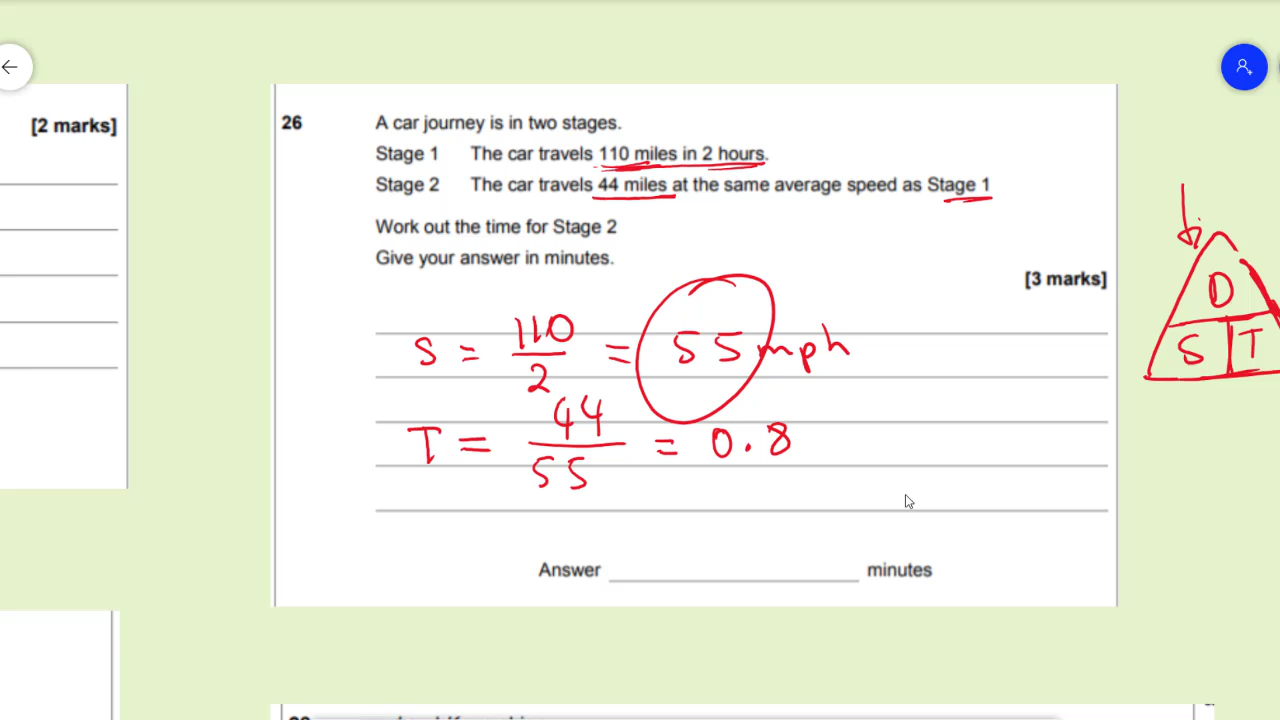 [2 marks]
26 A car journey is in two stages.
Stage 1 The car travels 110 miles in 2 hours.
Stage 2 The car travels 44 miles at the same average speed as Stage 1
Work out the time for Stage 2
Give your answer in minutes.
[3 marks]
S = 110/2 = 55 mph
T = 44/55 = 0.8
Answer minutes
D
S T